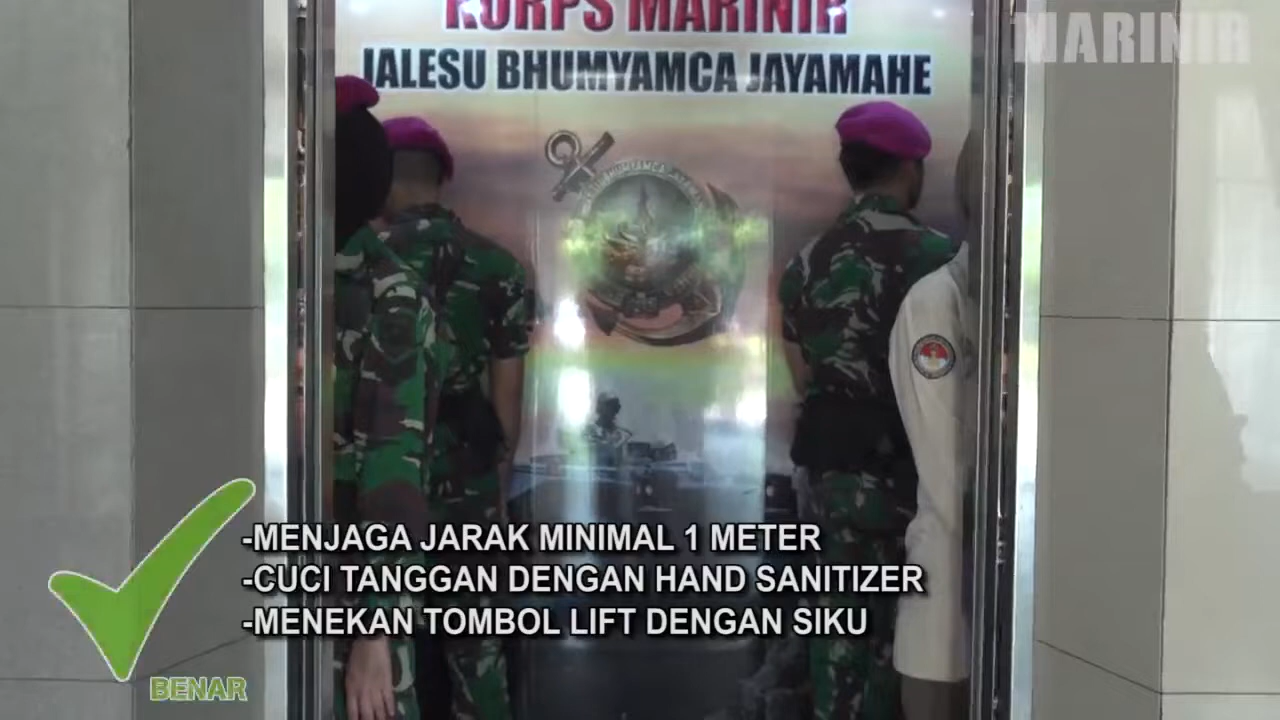 KORPS MARINIR
MARINIR
JALESU BHUMYAMCA JAYAMAHE
-MENJAGA JARAK MINIMAL 1 METER
-CUCI TANGGAN DENGAN HAND SANITIZER
-MENEKAN TOMBOL LIFT DENGAN SIKU
BENAR